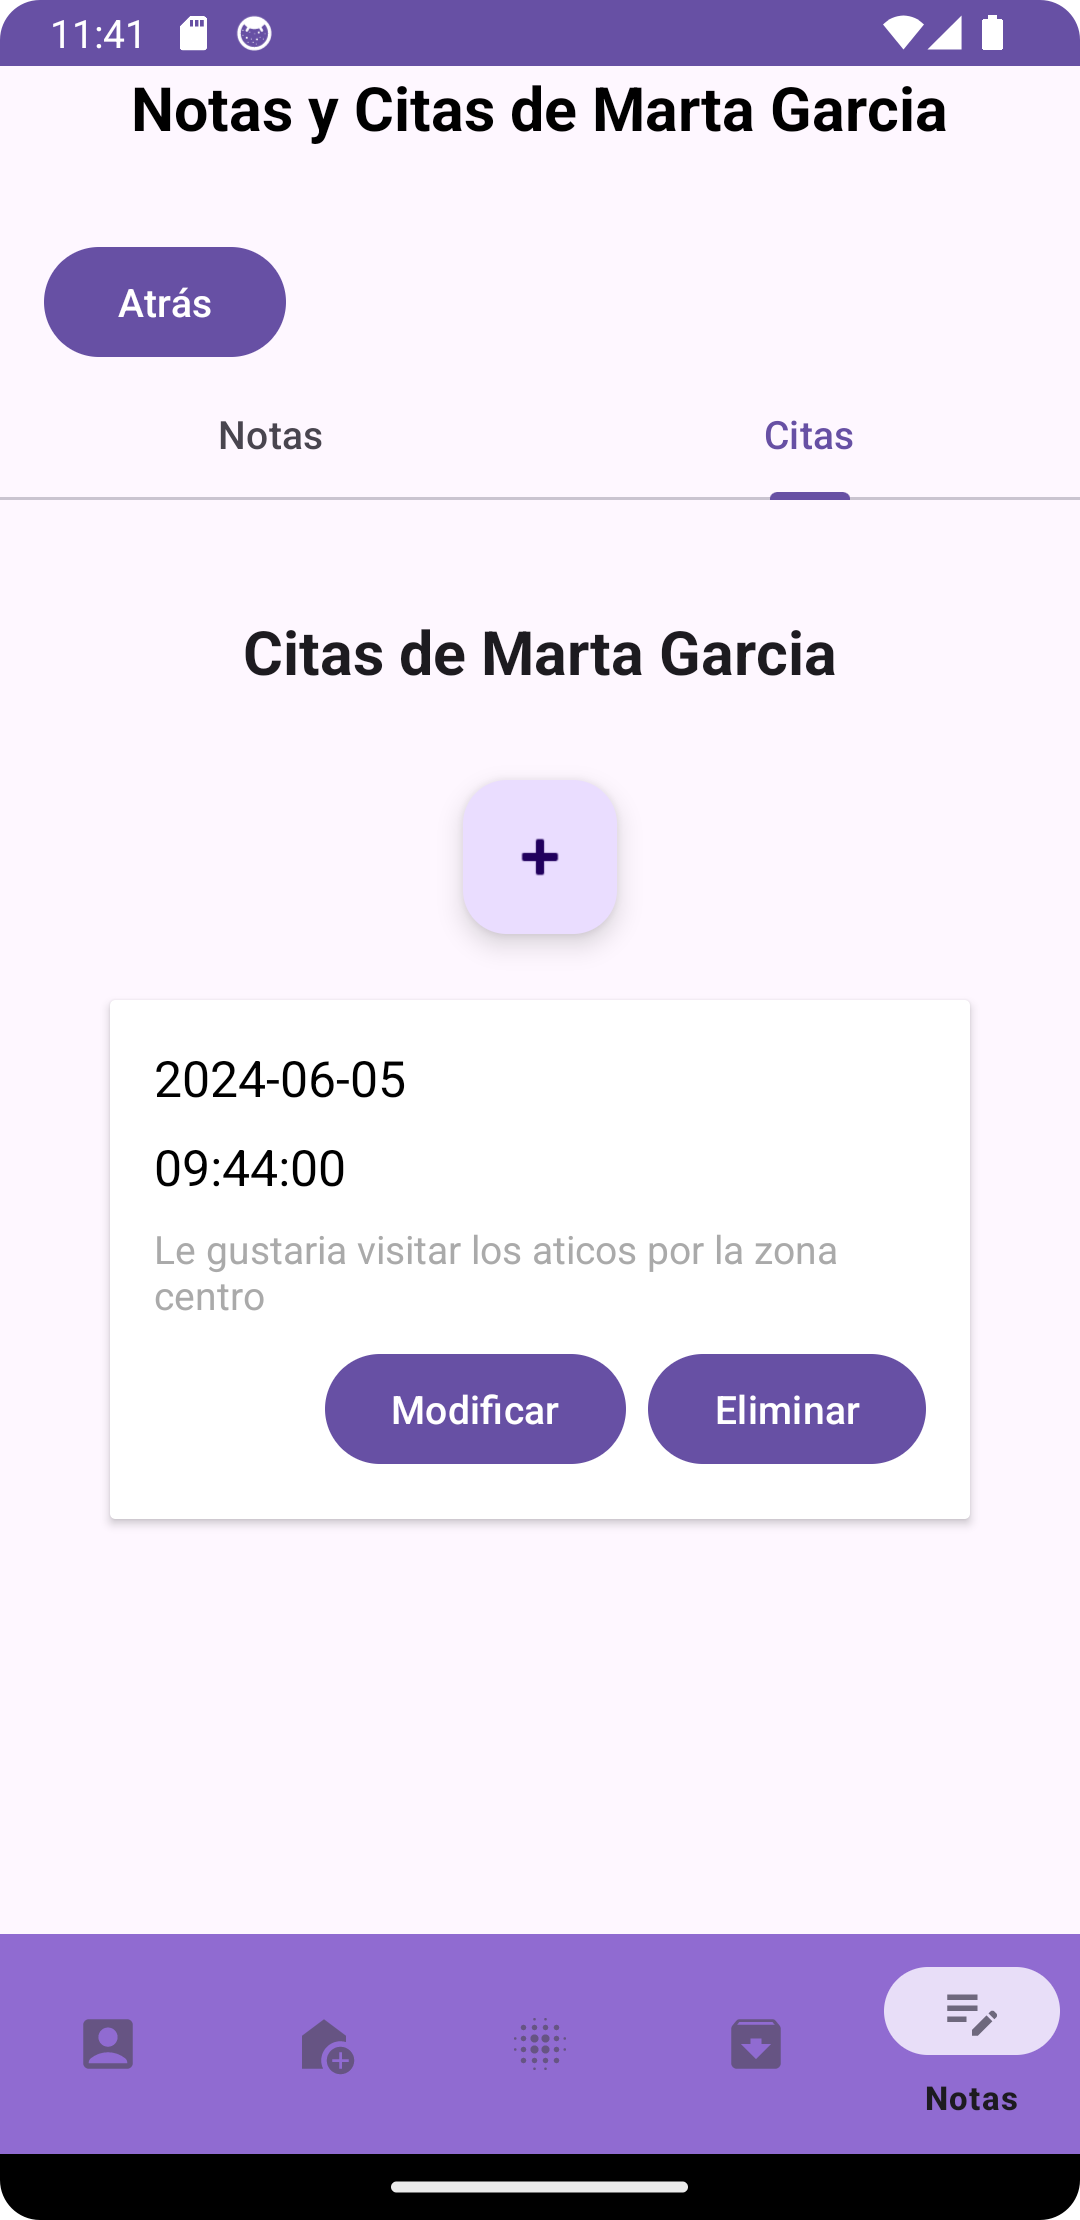 11:41
Notas y Citas de Marta Garcia
Atrás
Notas
Citas
Citas de Marta Garcia
+
2024-06-05
09:44:00
Le gustaria visitar los aticos por la zona
centro
Modificar
Eliminar
Notas